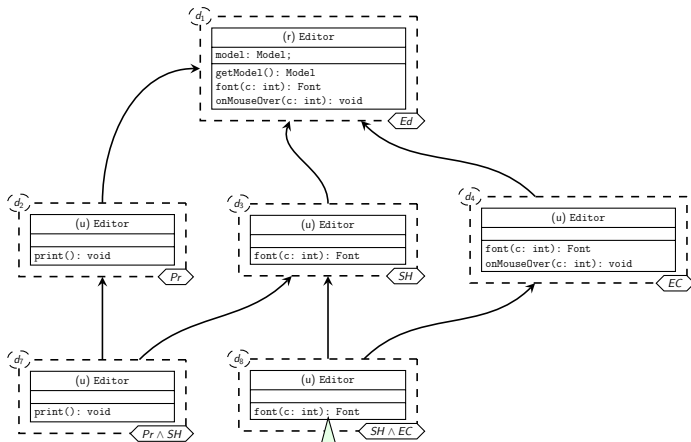 d₁
(r) Editor
model: Model;
getModel(): Model
font(c: int): Font
onMouseOver(c: int): void
Ed
d₂
(u) Editor
print(): void
Pr
d₃
(u) Editor
font(c: int): Font
SH
d₄
(u) Editor
font(c: int): Font
onMouseOver(c: int): void
EC
d₇
(u) Editor
print(): void
Pr ∧ SH
d₈
(u) Editor
font(c: int): Font
SH ∧ EC